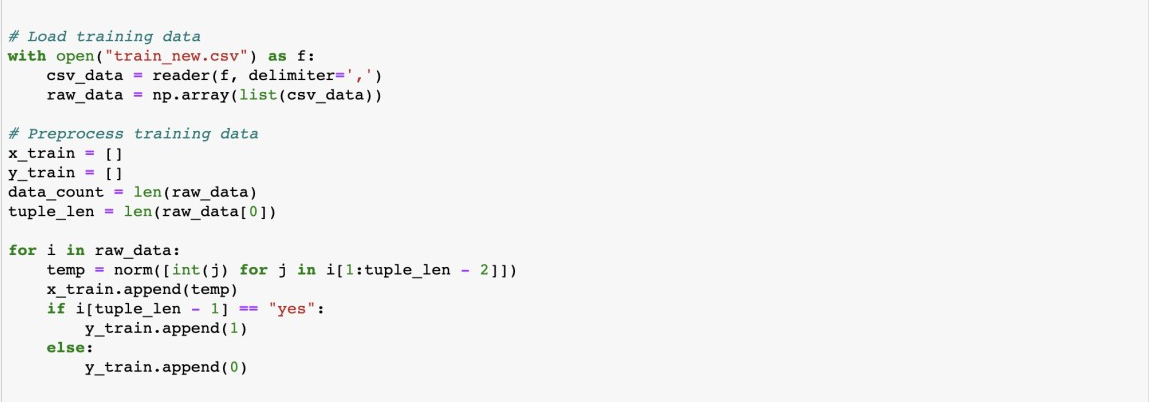 # Load training data
with open("train_new.csv") as f:
    csv_data = reader(f, delimiter=',')
    raw_data = np.array(list(csv_data))

# Preprocess training data
x_train = []
y_train = []
data_count = len(raw_data)
tuple_len = len(raw_data[0])

for i in raw_data:
    temp = norm([int(j) for j in i[1:tuple_len - 2]])
    x_train.append(temp)
    if i[tuple_len - 1] == "yes":
        y_train.append(1)
    else:
        y_train.append(0)